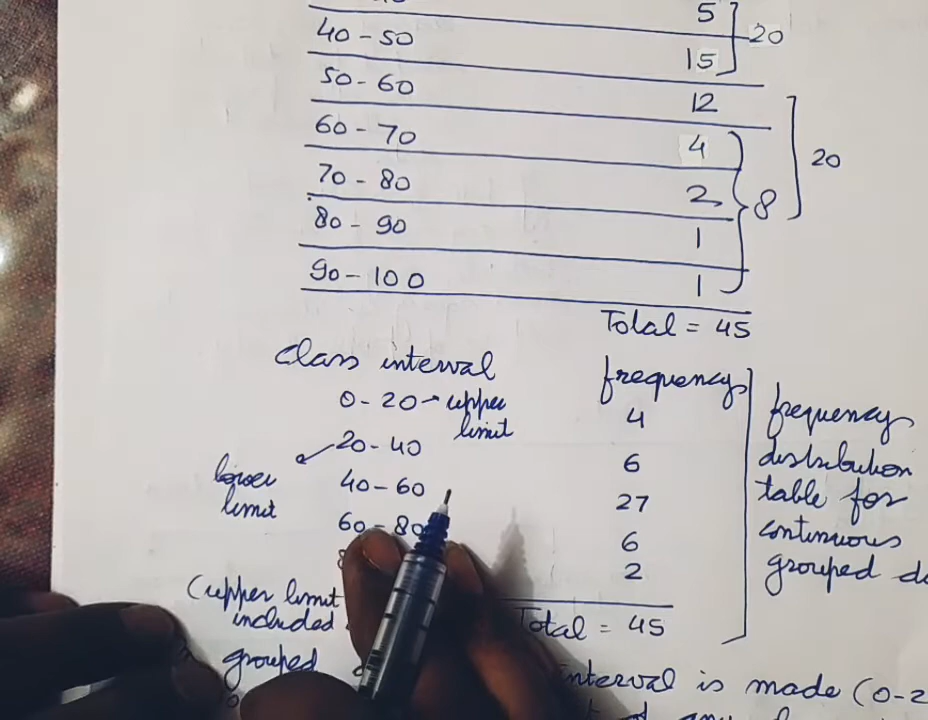 5
40 - 50 15 20
50 - 60 12
60 - 70 4
70 - 80 2 8 20
80 - 90 1
90 - 100 1
Total = 45
Class interval frequency
0 - 20 upper limit 4
lower limit 20 - 40 6
40 - 60 27
60 - 80 6
2
Total = 45
frequency
distribution
table for
continuous
grouped
(upper limit
included
grouped
interval is made (0-2